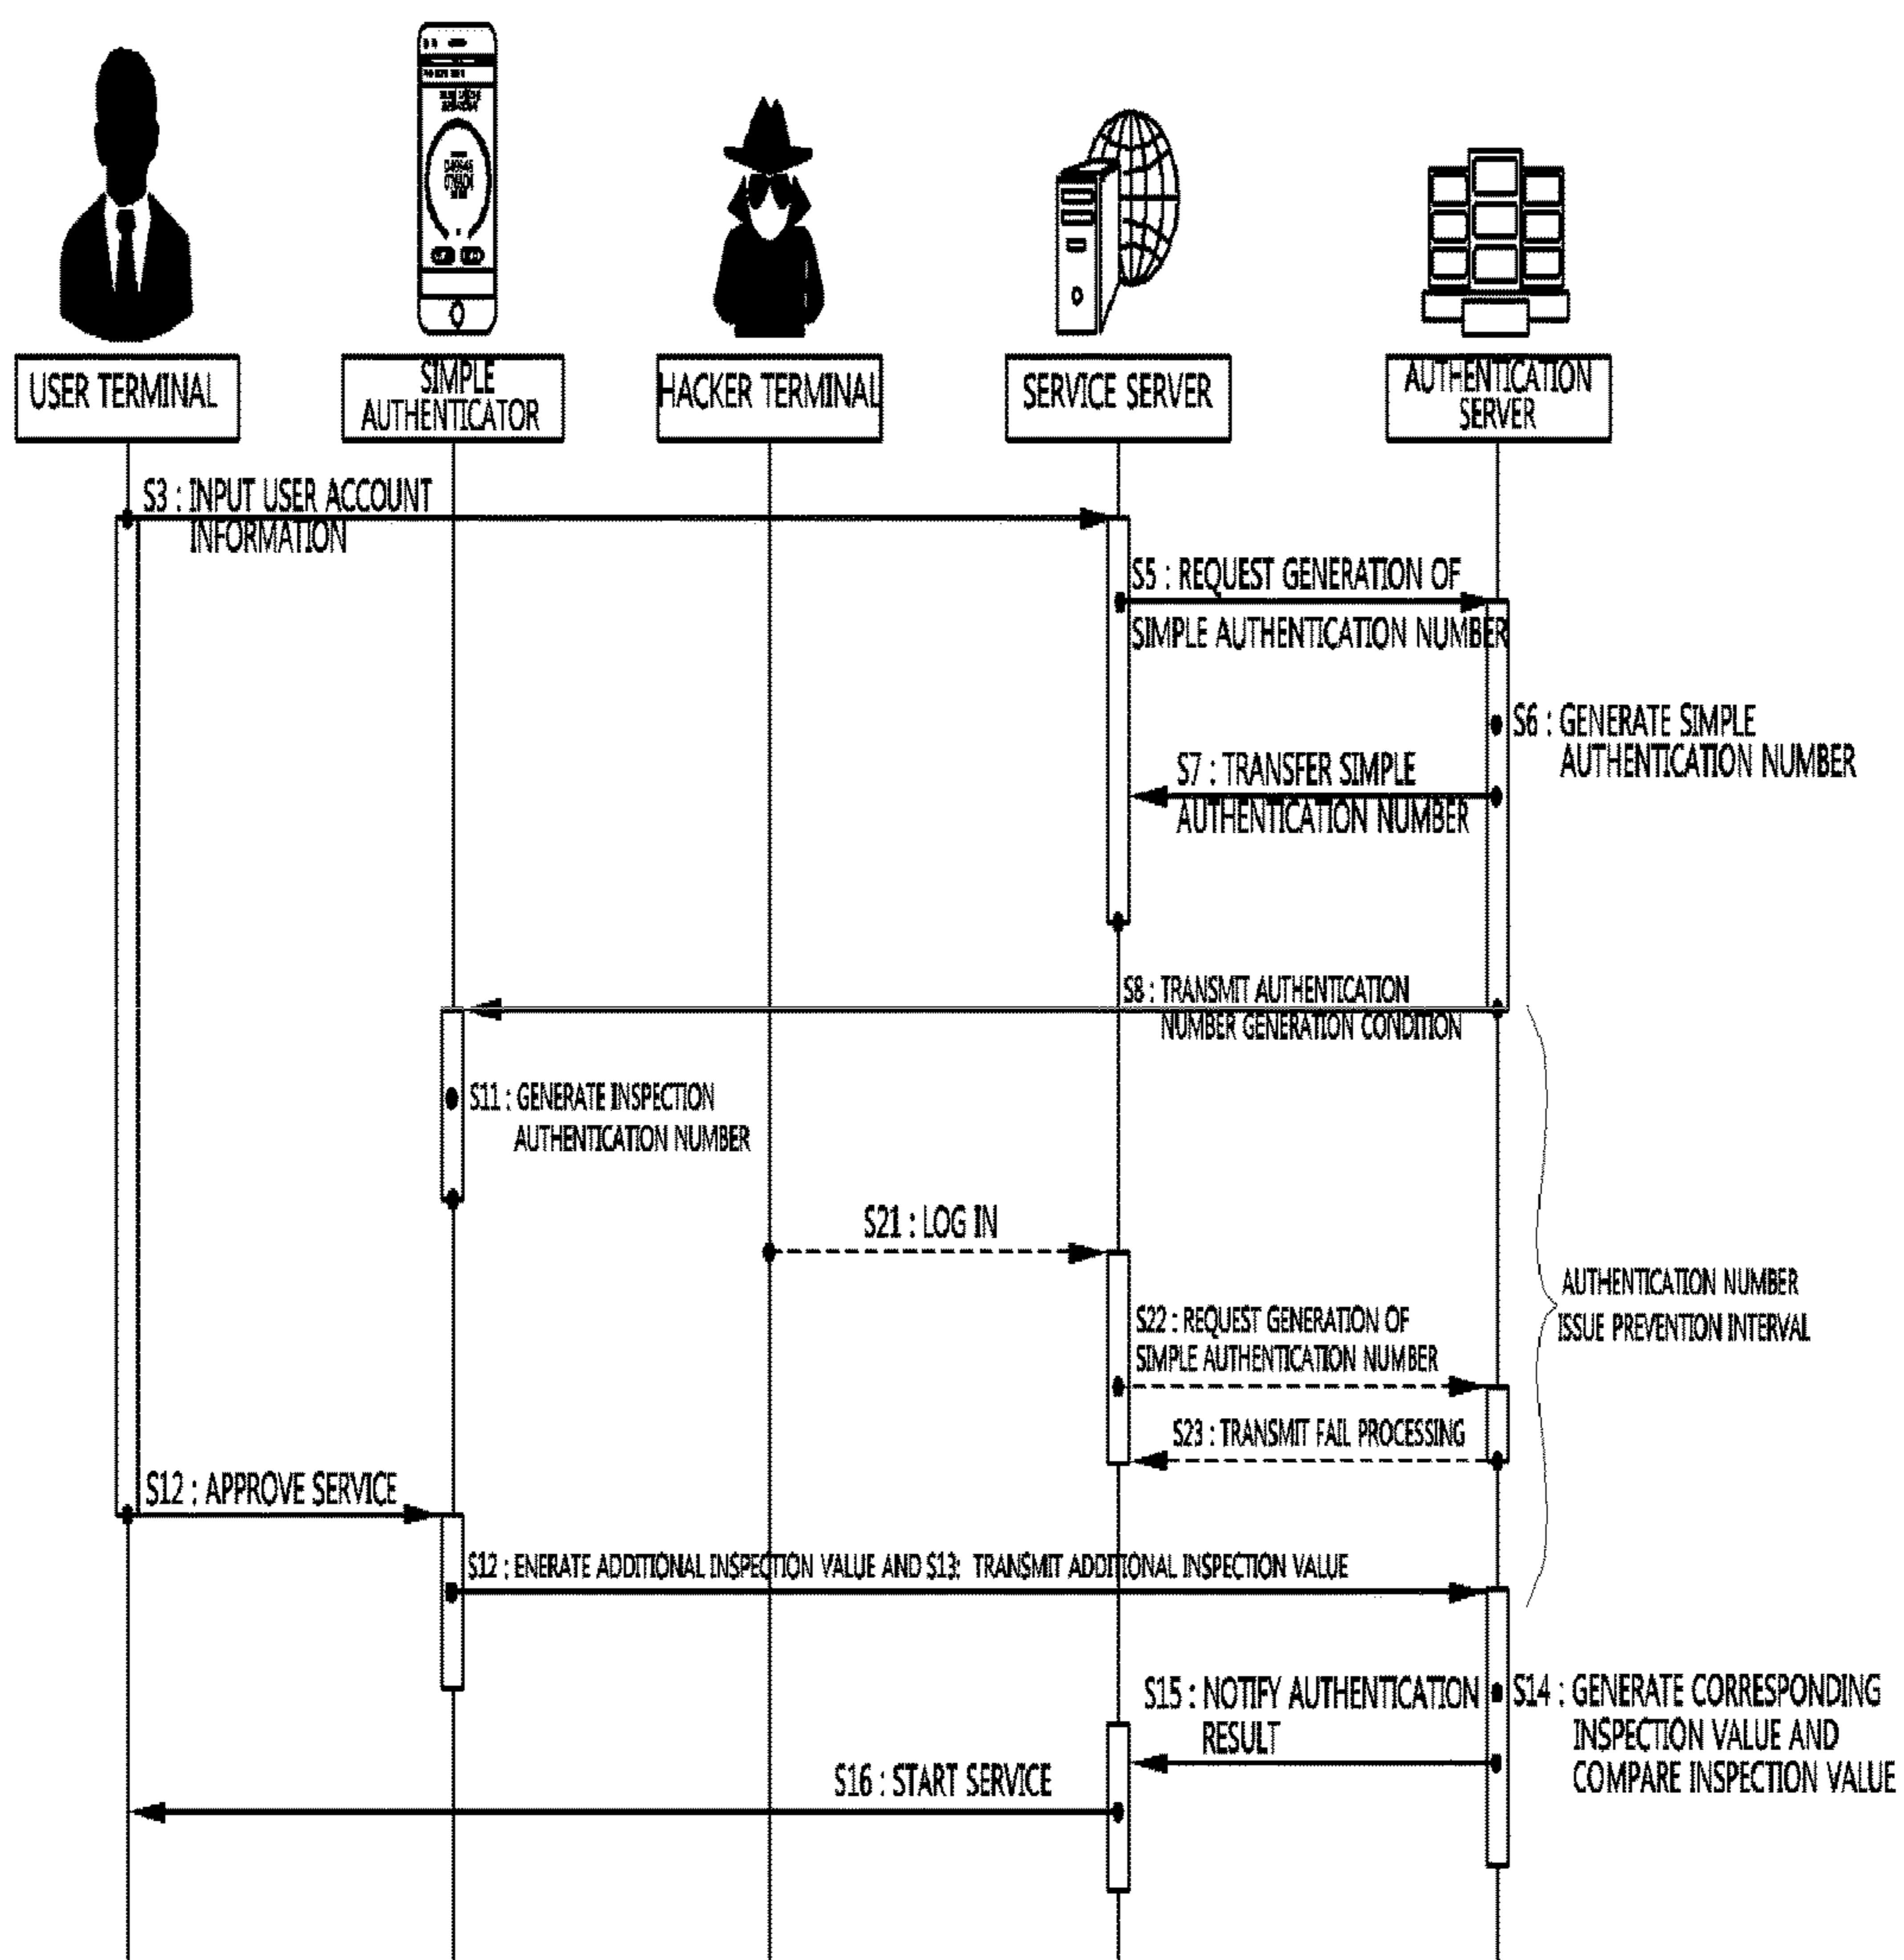 USER TERMINAL
SIMPLE
AUTHENTICATOR
HACKER TERMINAL
SERVICE SERVER
AUTHENTICATION
SERVER
S3 : INPUT USER ACCOUNT
INFORMATION
S5 : REQUEST GENERATION OF
SIMPLE AUTHENTICATION NUMBER
S6 : GENERATE SIMPLE
AUTHENTICATION NUMBER
S7 : TRANSFER SIMPLE
AUTHENTICATION NUMBER
S8 : TRANSMIT AUTHENTICATION
NUMBER GENERATION CONDITION
S11 : GENERATE INSPECTION
AUTHENTICATION NUMBER
S21 : LOG IN
AUTHENTICATION NUMBER
ISSUE PREVENTION INTERVAL
S22 : REQUEST GENERATION OF
SIMPLE AUTHENTICATION NUMBER
S23 : TRANSMIT FAIL PROCESSING
S12 : APPROVE SERVICE
S12 : ENERATE ADDITIONAL INSPECTION VALUE AND S13: TRANSMIT ADDITIONAL INSPECTION VALUE
S15 : NOTIFY AUTHENTICATION
RESULT
S14 : GENERATE CORRESPONDING
INSPECTION VALUE AND
COMPARE INSPECTION VALUE
S16 : START SERVICE